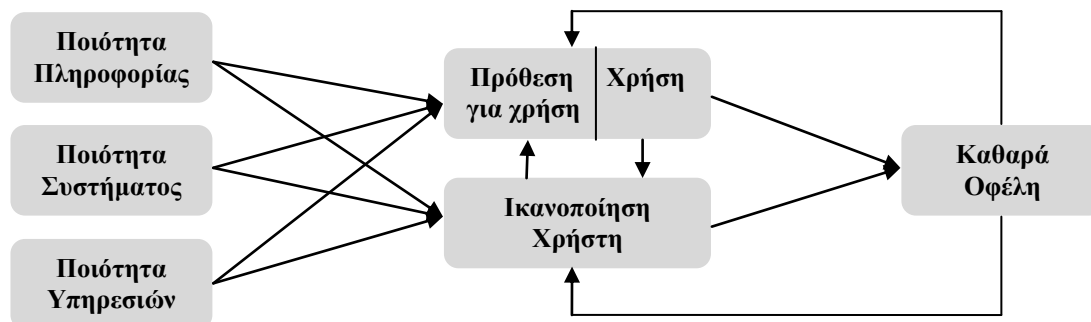 Ποιότητα
Πληροφορίας
Ποιότητα
Συστήματος
Ποιότητα
Υπηρεσιών
Πρόθεση
για χρήση
Χρήση
Ικανοποίηση
Χρήστη
Καθαρά
Οφέλη